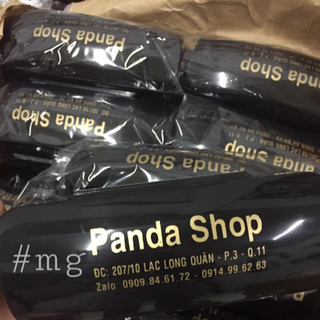 Panda Shop
Panda Shop
Panda Shop
Panda Shop
Panda Shop
#mg
Panda Shop
ĐC: 207/10 LẠC LONG QUÂN - P.3 - Q.11
Zalo 0909.84.61.72 - 0914.99.62.63